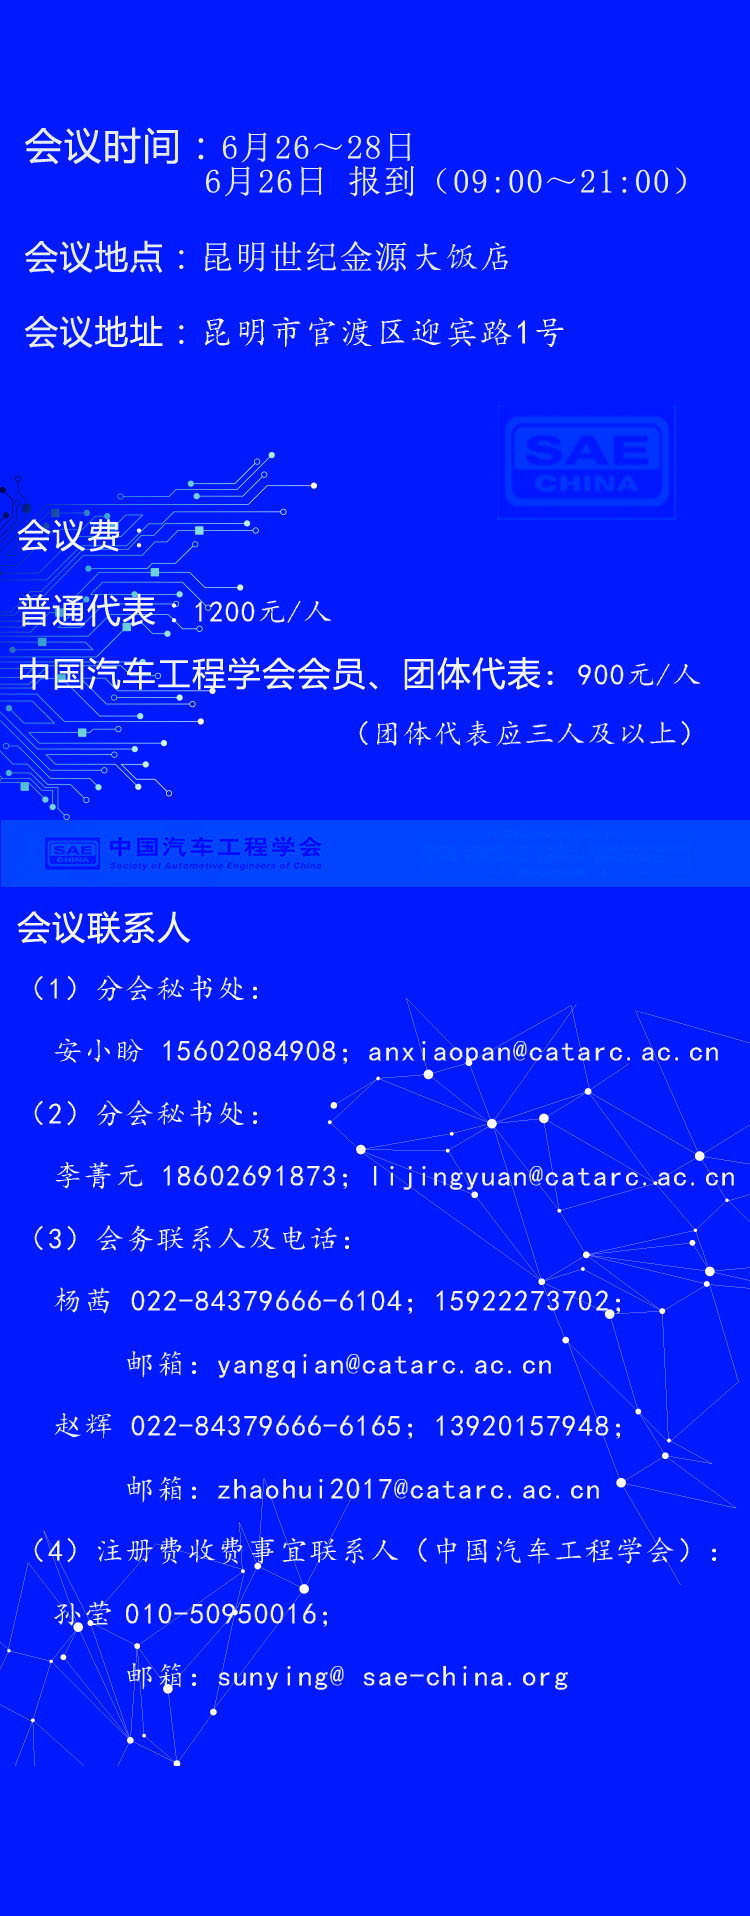 会议时间：6月26～28日
6月26日 报到（09:00～21:00）
会议地点：昆明世纪金源大饭店
会议地址：昆明市官渡区迎宾路1号
SAE
CHINA
会议费：
普通代表：1200元/人
中国汽车工程学会会员、团体代表：900元/人
（团体代表应三人及以上）
SAE
CHINA
中国汽车工程学会
Society of Automotive Engineers of China
会议联系人
（1）分会秘书处：
安小盼 15602084908；anxiaopan@catarc.ac.cn
（2）分会秘书处：
李菁元 18602691873；lijingyuan@catarc.ac.cn
（3）会务联系人及电话：
杨茜 022-84379666-6104；15922273702；
邮箱：yangqian@catarc.ac.cn
赵辉 022-84379666-6165；13920157948；
邮箱：zhaohui2017@catarc.ac.cn
（4）注册费收费事宜联系人（中国汽车工程学会）：
孙莹 010-50950016；
邮箱：sunying@ sae-china.org